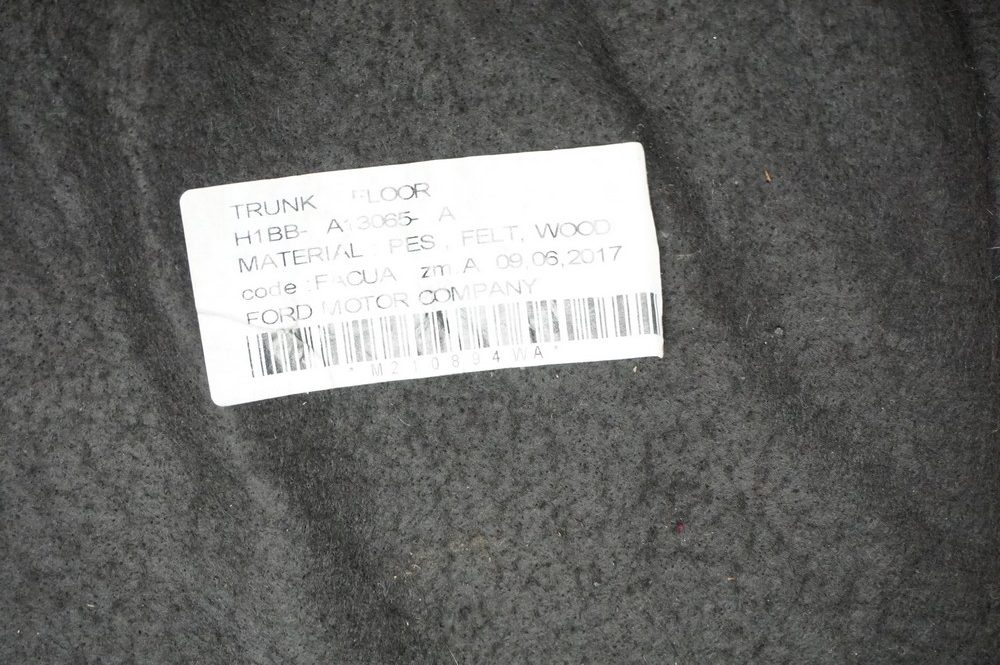 TRUNK FLOOR
H1BB- A13065- A
MATERIAL : PES , FELT, WOOD
code : FACUA zm.A 09,06,2017
FORD MOTOR COMPANY
* M210894WA *